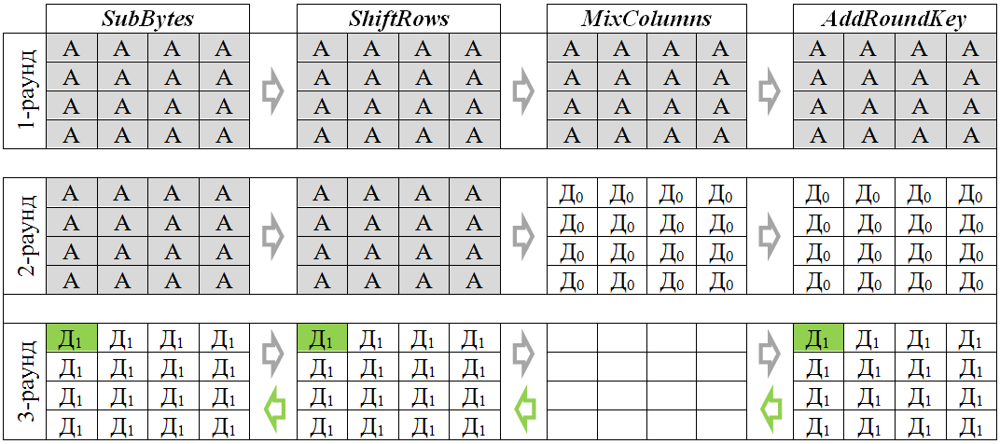 SubBytes ShiftRows MixColumns AddRoundKey
1-раунд
А А А А А А А А А А А А А А А А
А А А А А А А А А А А А А А А А
А А А А А А А А А А А А А А А А
А А А А А А А А А А А А А А А А
2-раунд
А А А А А А А А Д₀ Д₀ Д₀ Д₀ Д₀ Д₀ Д₀ Д₀
А А А А А А А А Д₀ Д₀ Д₀ Д₀ Д₀ Д₀ Д₀ Д₀
А А А А А А А А Д₀ Д₀ Д₀ Д₀ Д₀ Д₀ Д₀ Д₀
А А А А А А А А Д₀ Д₀ Д₀ Д₀ Д₀ Д₀ Д₀ Д₀
3-раунд
Д₁ Д₁ Д₁ Д₁ Д₁ Д₁ Д₁ Д₁ Д₁ Д₁ Д₁ Д₁
Д₁ Д₁ Д₁ Д₁ Д₁ Д₁ Д₁ Д₁ Д₁ Д₁ Д₁ Д₁
Д₁ Д₁ Д₁ Д₁ Д₁ Д₁ Д₁ Д₁ Д₁ Д₁ Д₁ Д₁
Д₁ Д₁ Д₁ Д₁ Д₁ Д₁ Д₁ Д₁ Д₁ Д₁ Д₁ Д₁